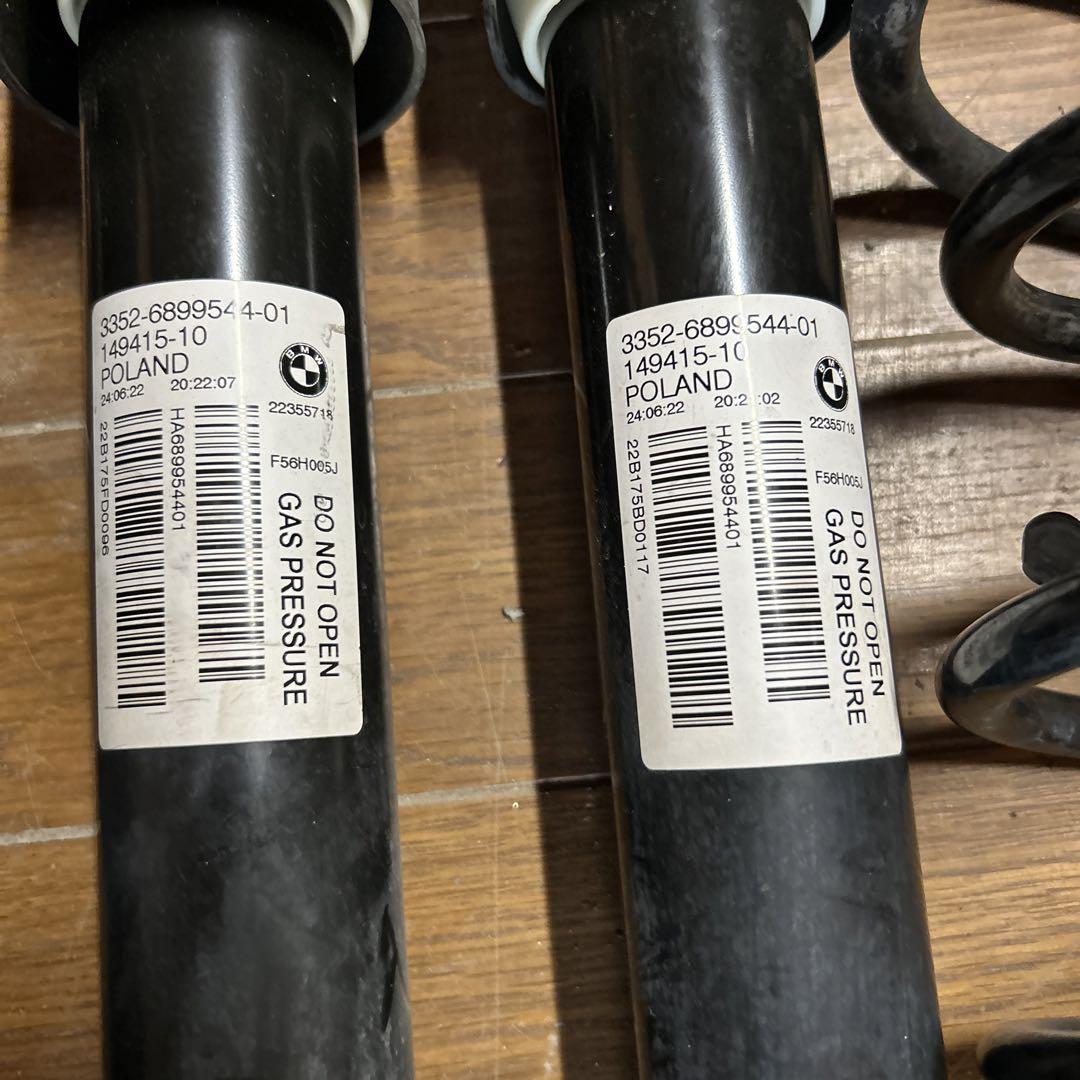 3352-6899544-01
149415-10
POLAND
24:06:22 20:22:07
BMW
22355718
F56H005J
HA689954401
22B175FD0096
DO NOT OPEN
GAS PRESSURE
3352-6899544-01
149415-10
POLAND
24:06:22
BMW
22355718
F56H005J
HA689954401
22B175BD0117
DO NOT OPEN
GAS PRESSURE